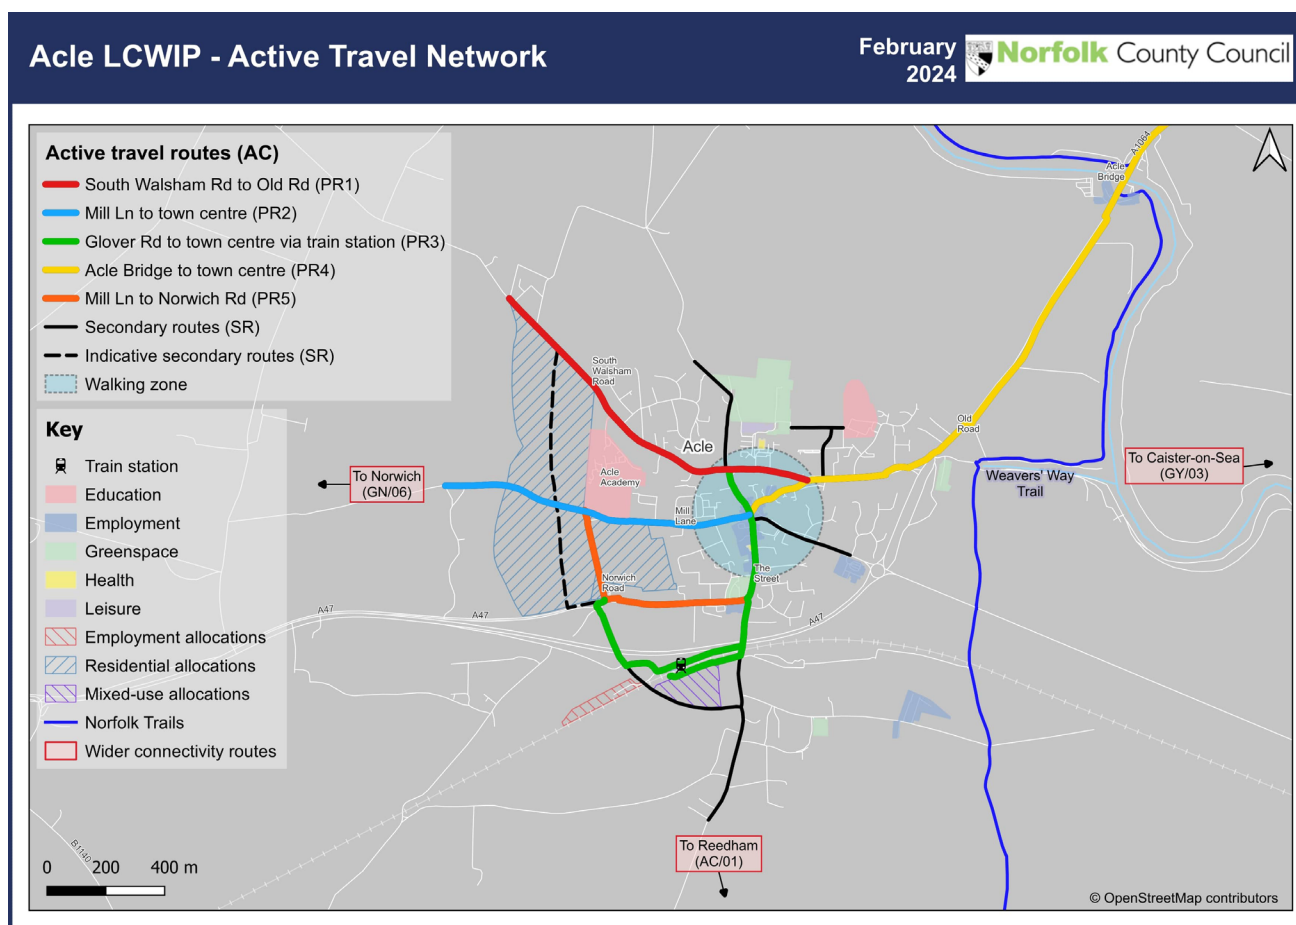 Acle LCWIP - Active Travel Network
February
2024
Norfolk County Council
Active travel routes (AC)
South Walsham Rd to Old Rd (PR1)
Mill Ln to town centre (PR2)
Glover Rd to town centre via train station (PR3)
Acle Bridge to town centre (PR4)
Mill Ln to Norwich Rd (PR5)
Secondary routes (SR)
Indicative secondary routes (SR)
Walking zone
Key
Train station
Education
Employment
Greenspace
Health
Leisure
Employment allocations
Residential allocations
Mixed-use allocations
Norfolk Trails
Wider connectivity routes
A1064
Acle
Bridge
South
Walsham
Road
Old
Road
Acle
Acle
Academy
To Norwich
(GN/06)
To Caister-on-Sea
(GY/03)
Weavers' Way
Trail
Mill
Lane
The
Street
Norwich
Road
A47
A47
A47
To Reedham
(AC/01)
B1140
0 200 400 m
© OpenStreetMap contributors